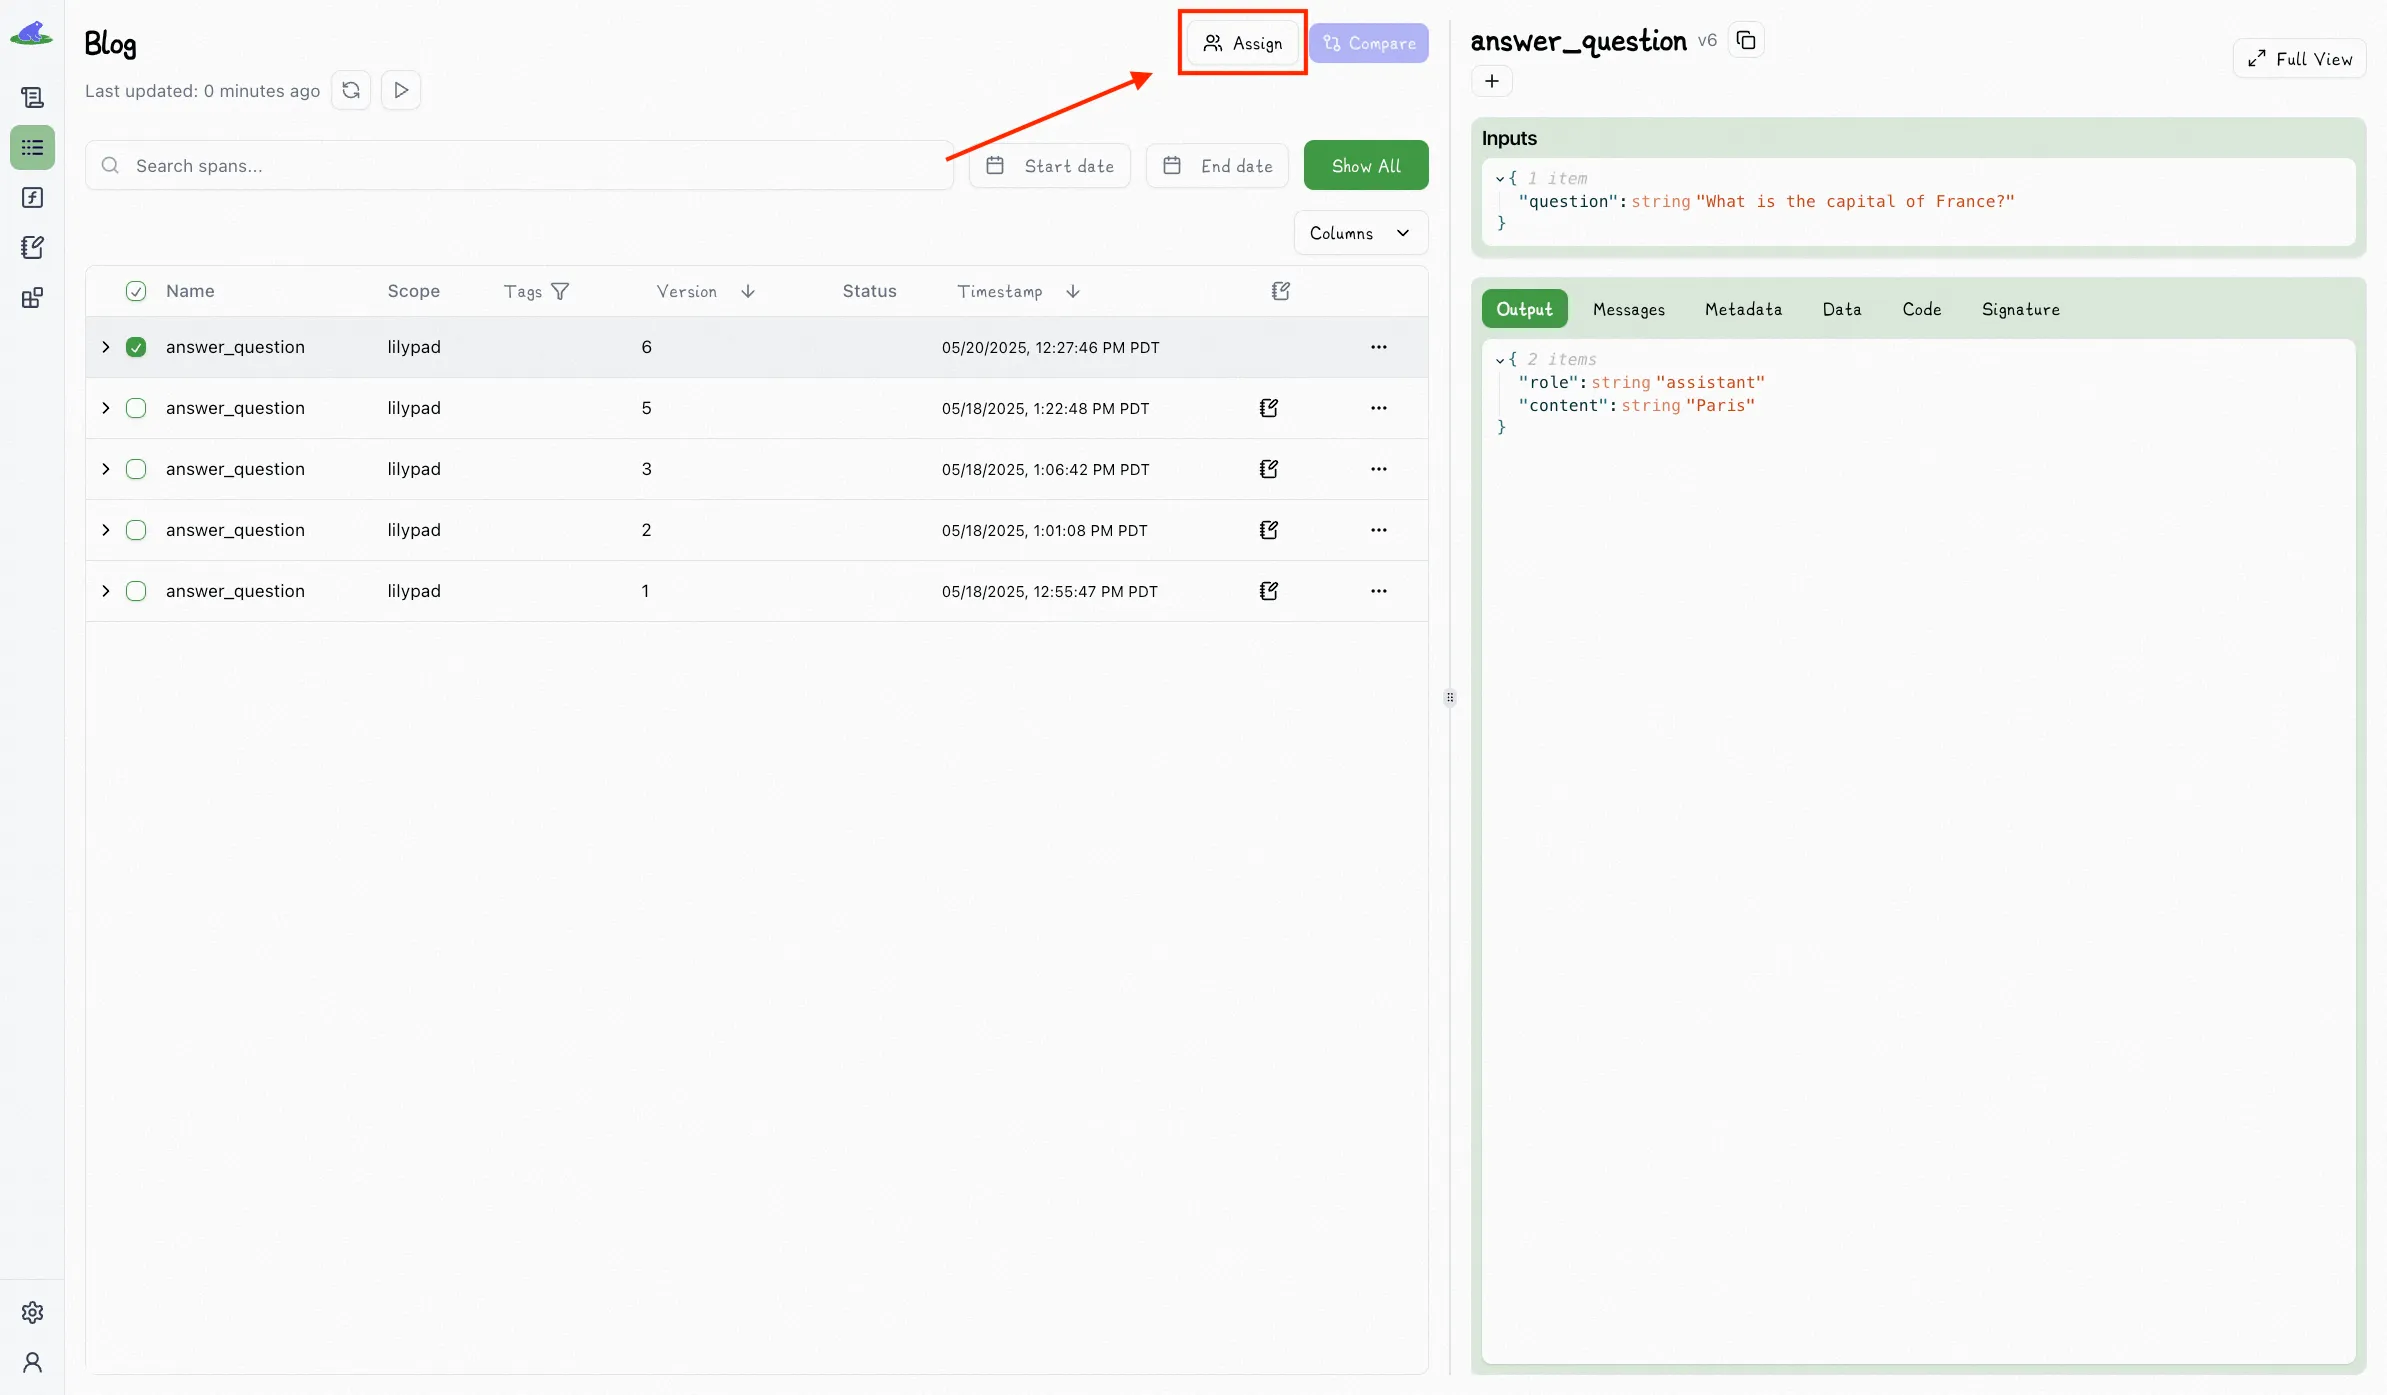 Blog
Assign
Compare
Last updated: 0 minutes ago
Search spans...
Start date
End date
Show All
Columns
Name Scope Tags Version Status Timestamp
answer_question lilypad 6 05/20/2025, 12:27:46 PM PDT
answer_question lilypad 5 05/18/2025, 1:22:48 PM PDT
answer_question lilypad 3 05/18/2025, 1:06:42 PM PDT
answer_question lilypad 2 05/18/2025, 1:01:08 PM PDT
answer_question lilypad 1 05/18/2025, 12:55:47 PM PDT
answer_question v6
Full View
Inputs
{ 1 item
"question":string"What is the capital of France?"
}
Output Messages Metadata Data Code Signature
{ 2 items
"role":string"assistant"
"content":string"Paris"
}